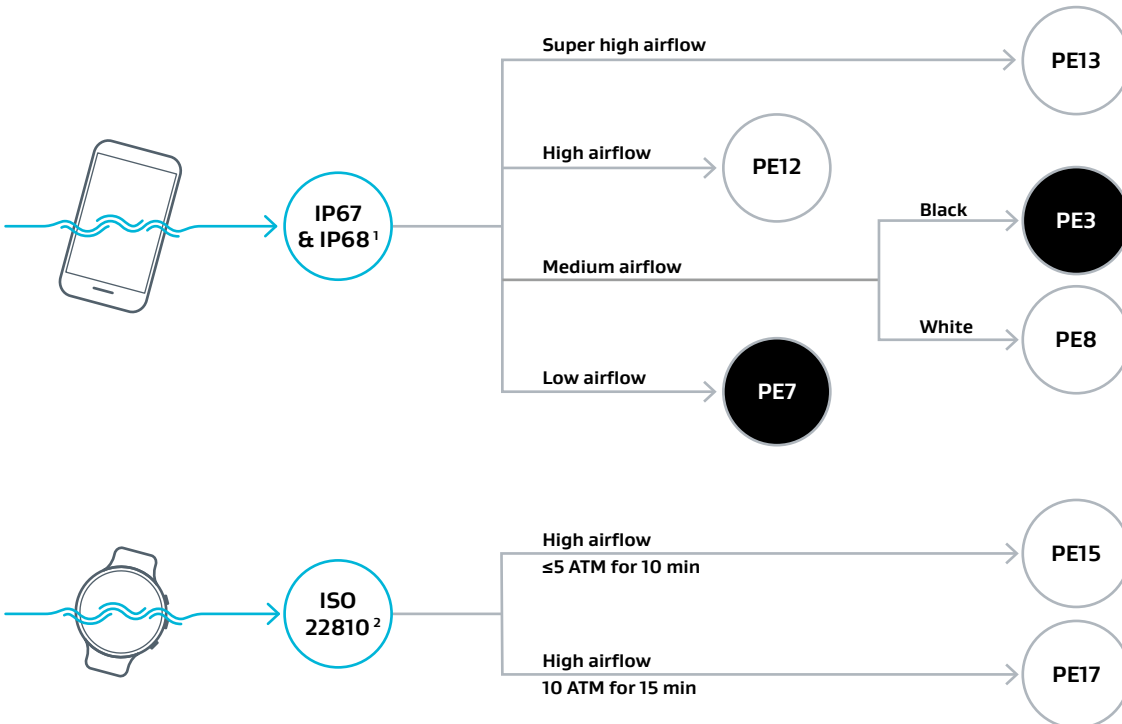 Super high airflow
PE13
High airflow
PE12
IP67
& IP68 ¹
Black
PE3
Medium airflow
White
PE8
Low airflow
PE7
High airflow
≤5 ATM for 10 min
PE15
ISO
22810 ²
High airflow
10 ATM for 15 min
PE17